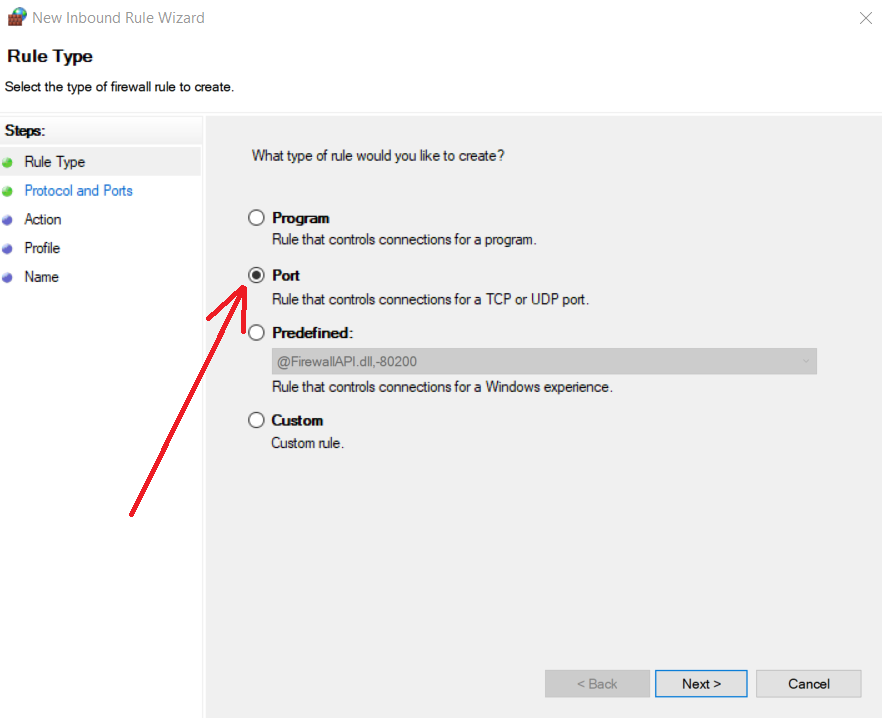 New Inbound Rule Wizard
Rule Type
Select the type of firewall rule to create.
Steps:
Rule Type
Protocol and Ports
Action
Profile
Name
What type of rule would you like to create?
Program
Rule that controls connections for a program.
Port
Rule that controls connections for a TCP or UDP port.
Predefined:
@FirewallAPI.dll,-80200
Rule that controls connections for a Windows experience.
Custom
Custom rule.
< Back
Next >
Cancel